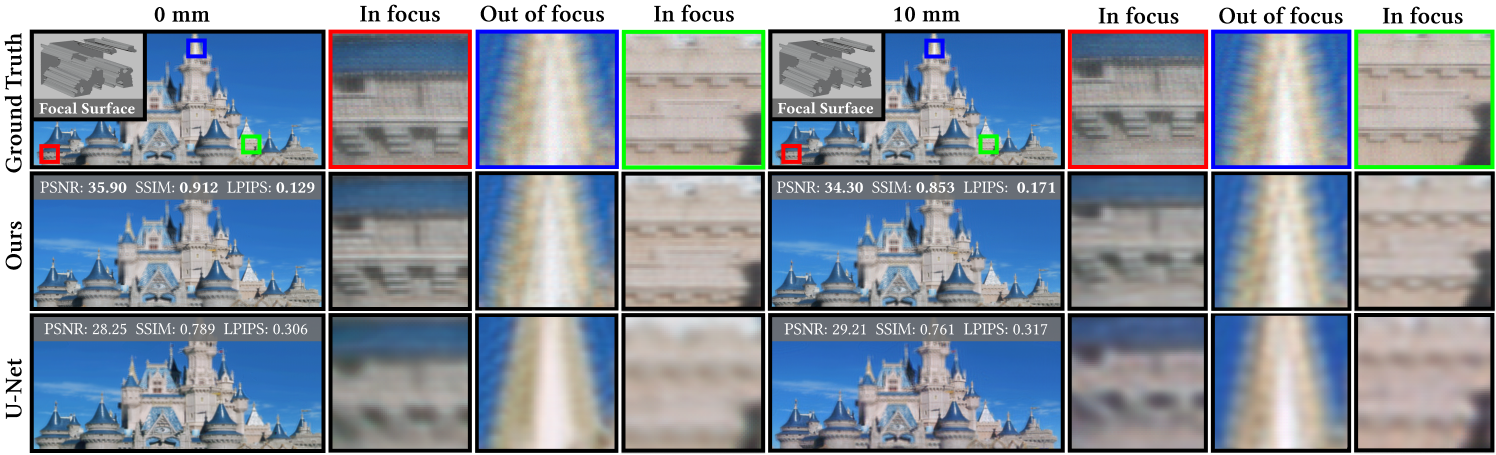 0 mm In focus Out of focus In focus 10 mm In focus Out of focus In focus
Ground Truth
Focal Surface
Focal Surface
Ours
PSNR: 35.90 SSIM: 0.912 LPIPS: 0.129
PSNR: 34.30 SSIM: 0.853 LPIPS: 0.171
U-Net
PSNR: 28.25 SSIM: 0.789 LPIPS: 0.306
PSNR: 29.21 SSIM: 0.761 LPIPS: 0.317